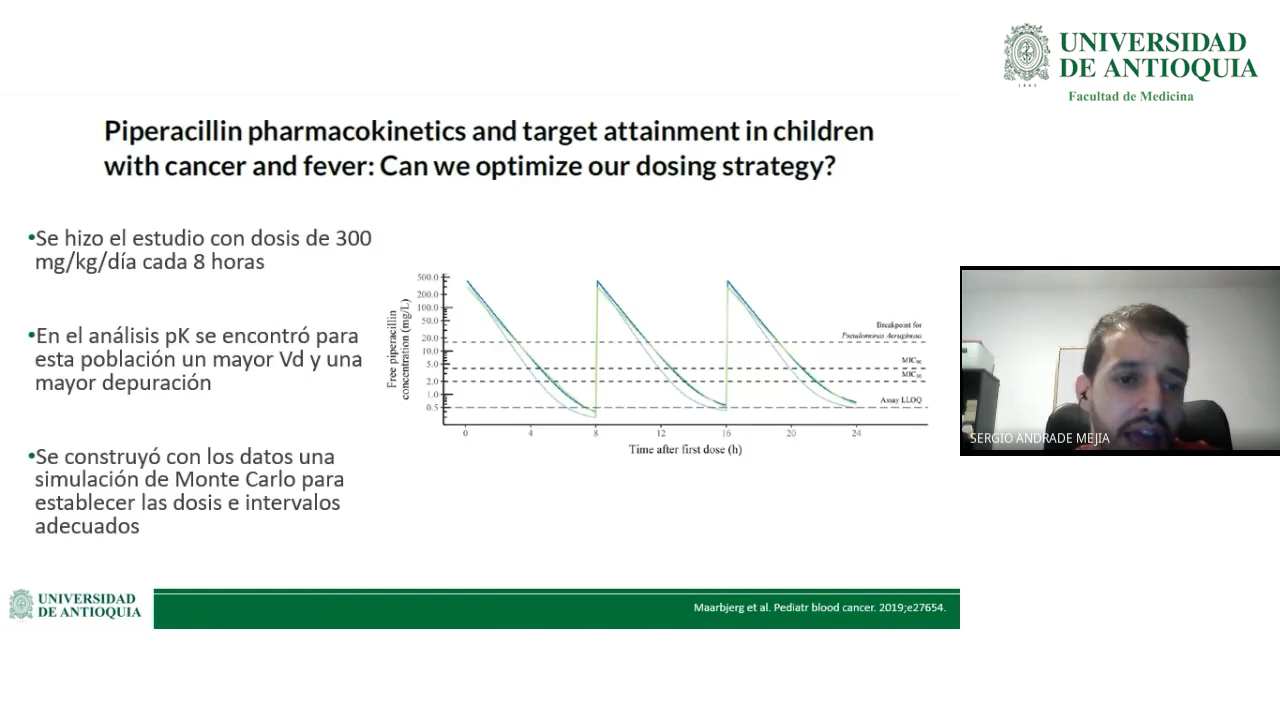 UNIVERSIDAD
DE ANTIOQUIA
1803
Facultad de Medicina
Piperacillin pharmacokinetics and target attainment in children
with cancer and fever: Can we optimize our dosing strategy?
•Se hizo el estudio con dosis de 300
mg/kg/día cada 8 horas
•En el análisis pK se encontró para
esta población un mayor Vd y una
mayor depuración
•Se construyó con los datos una
simulación de Monte Carlo para
establecer las dosis e intervalos
adecuados
Free piperacillin
concentration (mg/L)
500.0
200.0
100.0
50.0
20.0
10.0
5.0
2.0
1.0
0.5
Breakpoint for
Pseudomonas Aeruginosa
MIC90
MIC50
Assay LLOQ
0 4 8 12 16 20 24
Time after first dose (h)
SERGIO ANDRADE MEJIA
UNIVERSIDAD
DE ANTIOQUIA
Maarbjerg et al. Pediatr blood cancer. 2019;e27654.